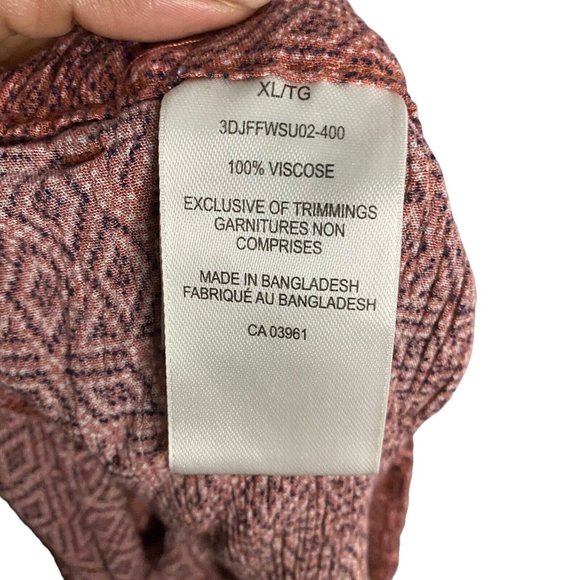 XL/TG
3DJFFWSU02-400
100% VISCOSE
EXCLUSIVE OF TRIMMINGS
GARNITURES NON
COMPRISES
MADE IN BANGLADESH
FABRIQUÉ AU BANGLADESH
CA 03961